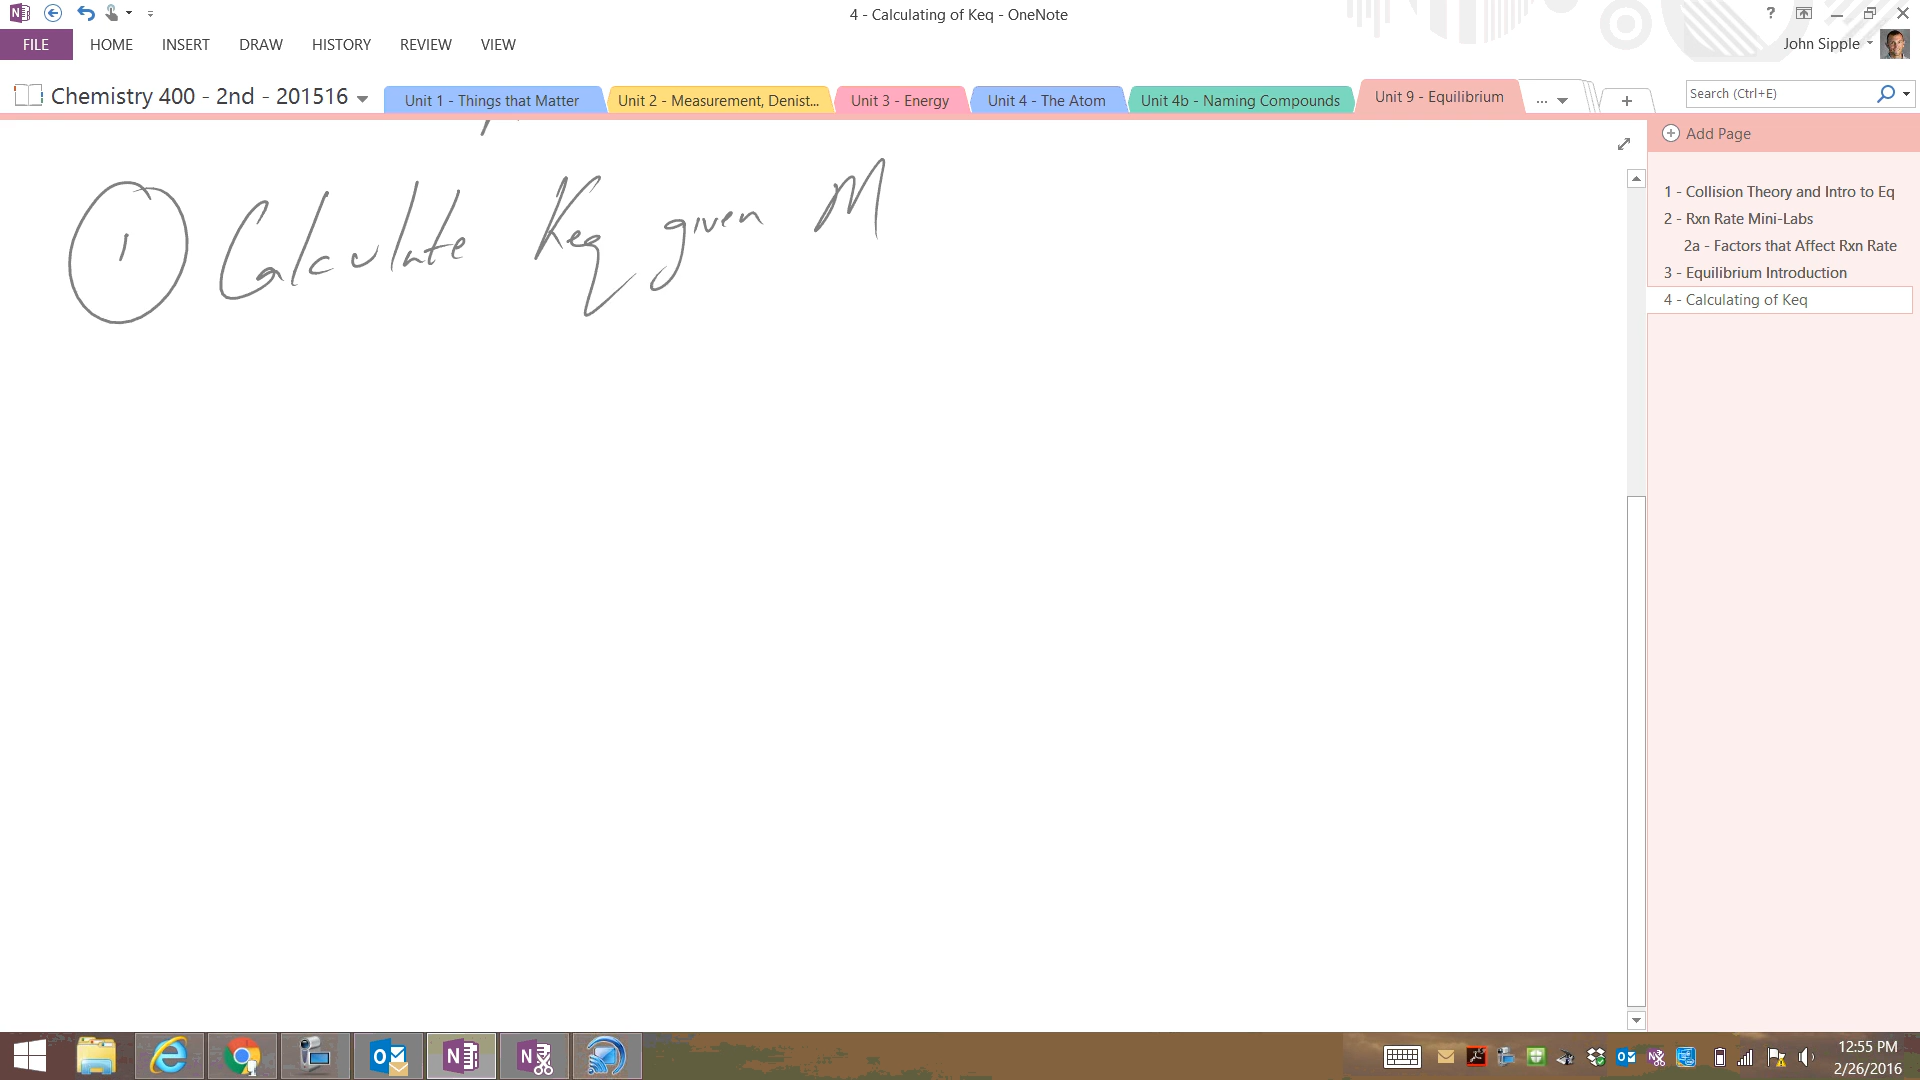 4 - Calculating of Keq - OneNote
?
FILE HOME INSERT DRAW HISTORY REVIEW VIEW
John Sipple
Chemistry 400 - 2nd - 201516
Unit 1 - Things that Matter
Unit 2 - Measurement, Denist...
Unit 3 - Energy
Unit 4 - The Atom
Unit 4b - Naming Compounds
Unit 9 - Equilibrium
...
Search (Ctrl+E)
Add Page
1 - Collision Theory and Intro to Eq
2 - Rxn Rate Mini-Labs
2a - Factors that Affect Rxn Rate
3 - Equilibrium Introduction
4 - Calculating of Keq
1 Calculate Keq given M
12:55 PM
2/26/2016